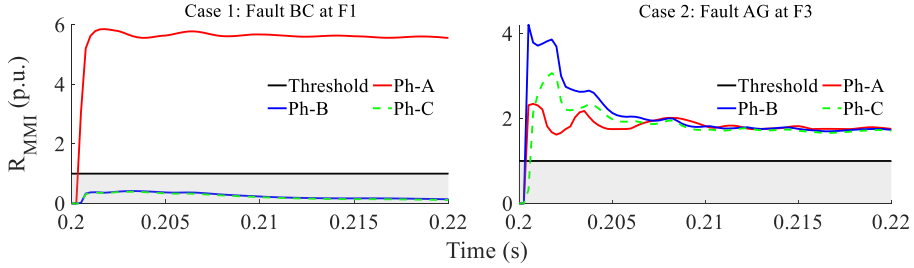 Case 1: Fault BC at F1
Case 2: Fault AG at F3
R_MMI (p.u.)
6
4
2
0
Threshold Ph-A
Ph-B Ph-C
0.2 0.205 0.21 0.215 0.22
4
2
0
Threshold Ph-A
Ph-B Ph-C
0.2 0.205 0.21 0.215 0.22
Time (s)